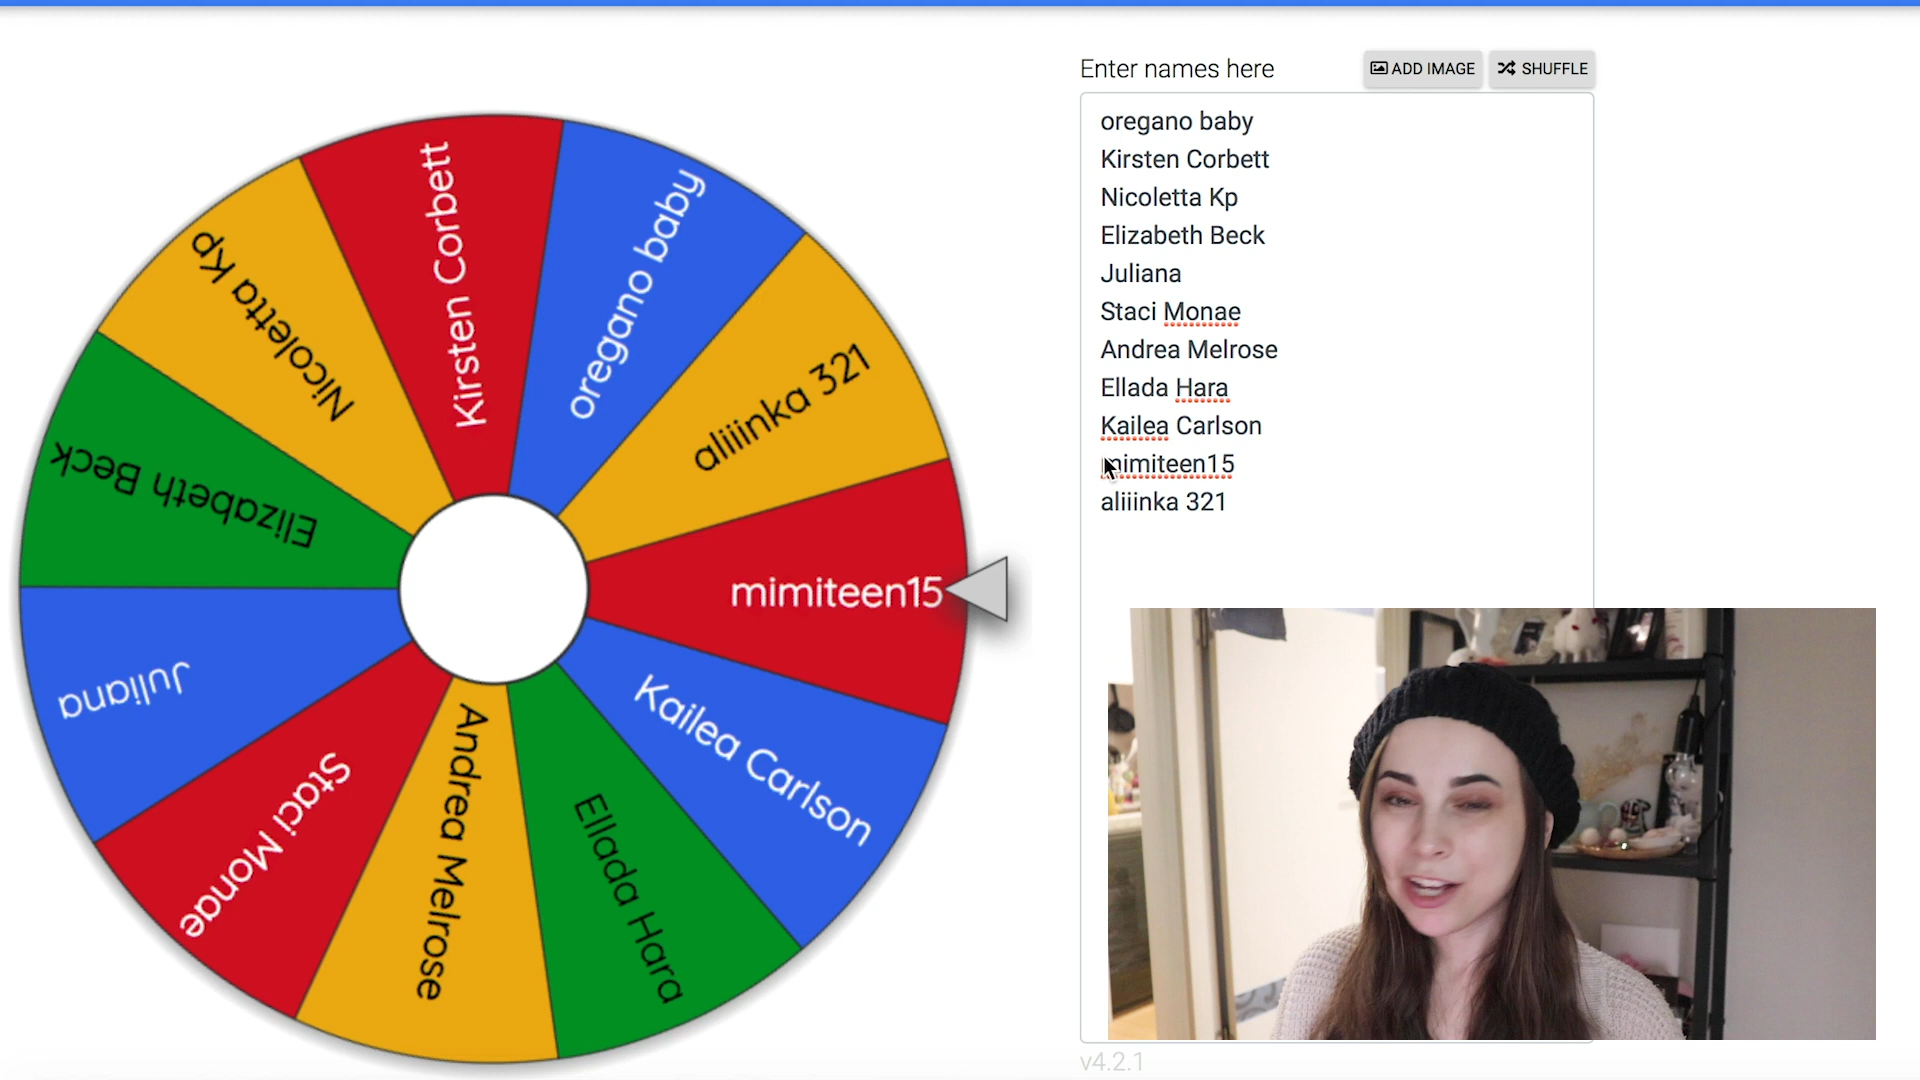 Enter names here
ADD IMAGE
SHUFFLE
oregano baby
Kirsten Corbett
Nicoletta Kp
Elizabeth Beck
Juliana
Staci Monae
Andrea Melrose
Ellada Hara
Kailea Carlson
mimiteen15
aliiinka 321
Kirsten Corbett
oregano baby
aliiinka 321
mimiteen15
Kailea Carlson
Ellada Hara
Andrea Melrose
Staci Monae
Juliana
Elizabeth Beck
Nicoletta Kp
v4.2.1